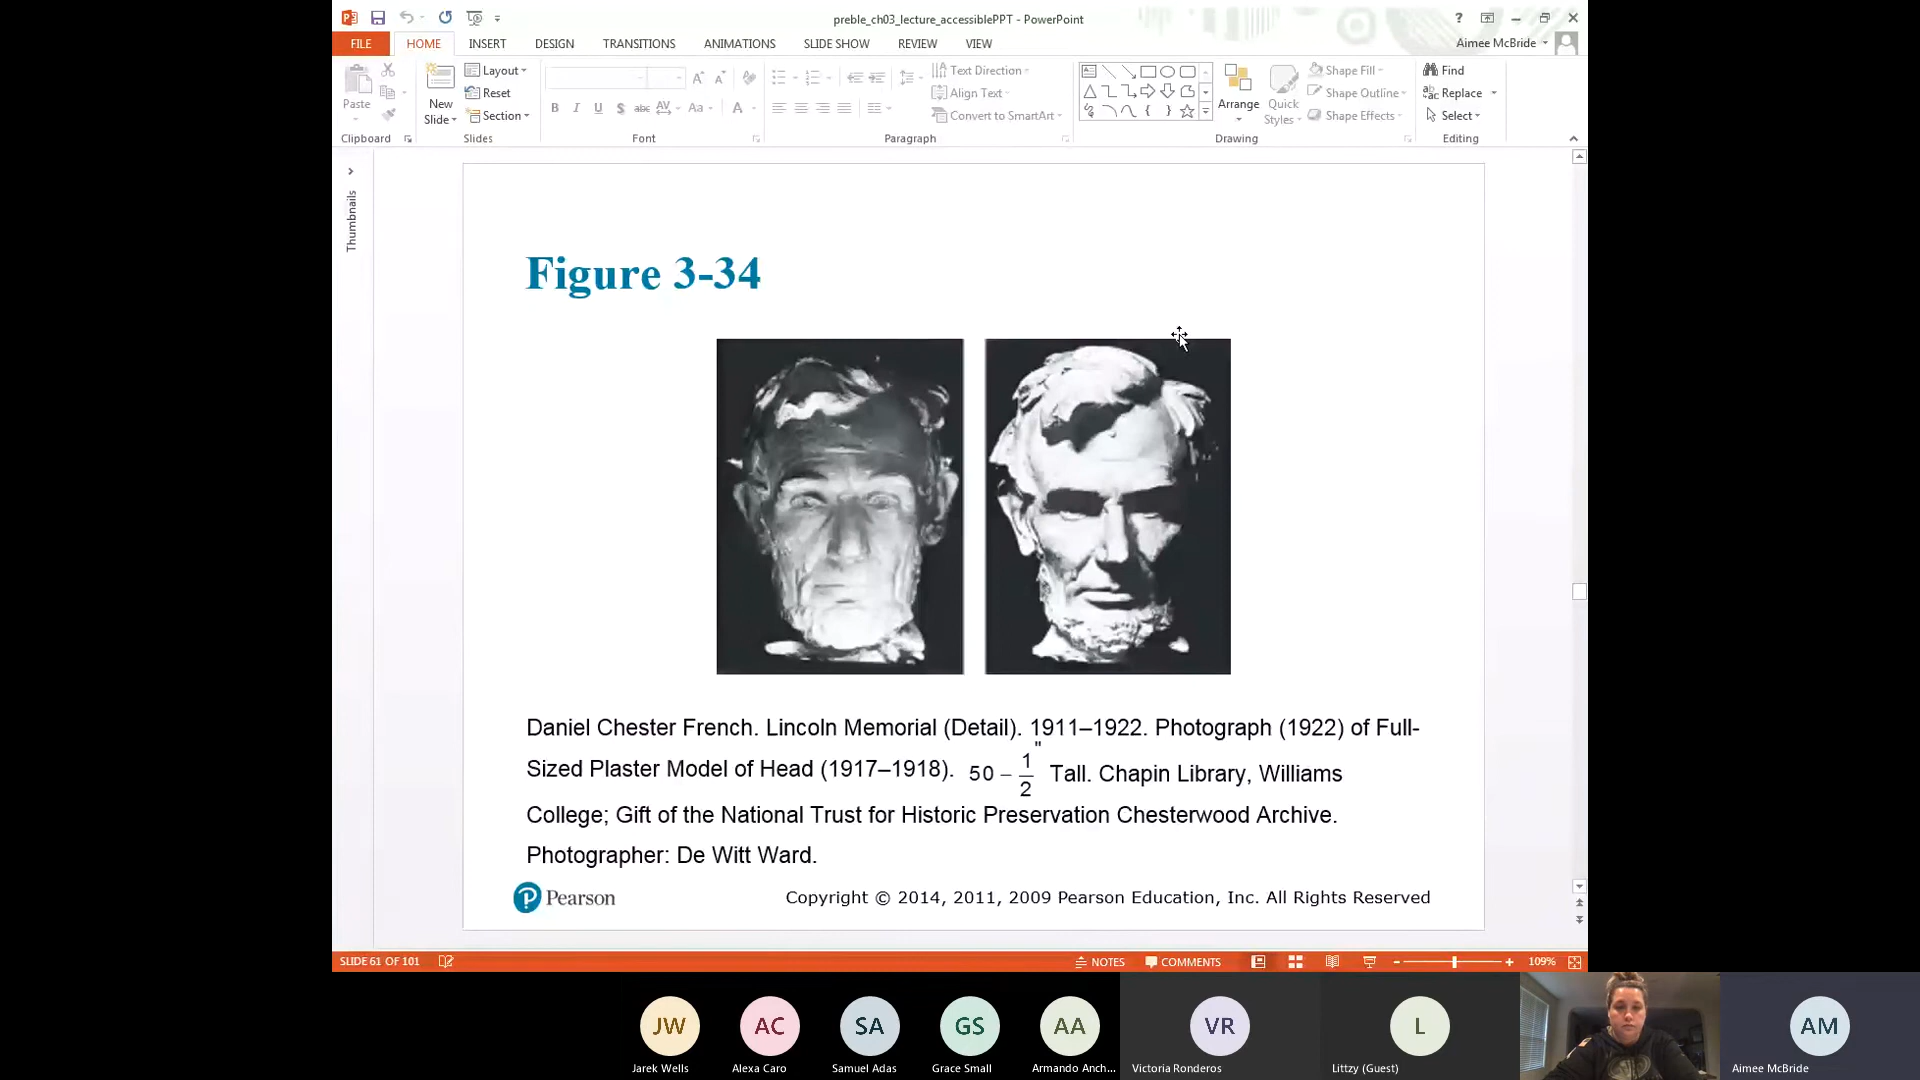 preble_ch03_lecture_accessiblePPT - PowerPoint
?
FILE HOME INSERT DESIGN TRANSITIONS ANIMATIONS SLIDE SHOW REVIEW VIEW
Aimee McBride
Paste
Clipboard
New Slide
Layout
Reset
Section
Slides
B I U S abc AV Aa A
Font
Text Direction
Align Text
Convert to SmartArt
Paragraph
Arrange
Quick Styles
Shape Fill
Shape Outline
Shape Effects
Drawing
Find
Replace
Select
Editing
Thumbnails
Figure 3-34
Daniel Chester French. Lincoln Memorial (Detail). 1911–1922. Photograph (1922) of Full-
Sized Plaster Model of Head (1917–1918). 50 – 1/2" Tall. Chapin Library, Williams
College; Gift of the National Trust for Historic Preservation Chesterwood Archive.
Photographer: De Witt Ward.
Pearson
Copyright © 2014, 2011, 2009 Pearson Education, Inc. All Rights Reserved
SLIDE 61 OF 101
NOTES COMMENTS 109%
JW AC SA GS AA VR L AM
Jarek Wells Alexa Caro Samuel Adas Grace Small Armando Anch... Victoria Ronderos Littzy (Guest) Aimee McBride